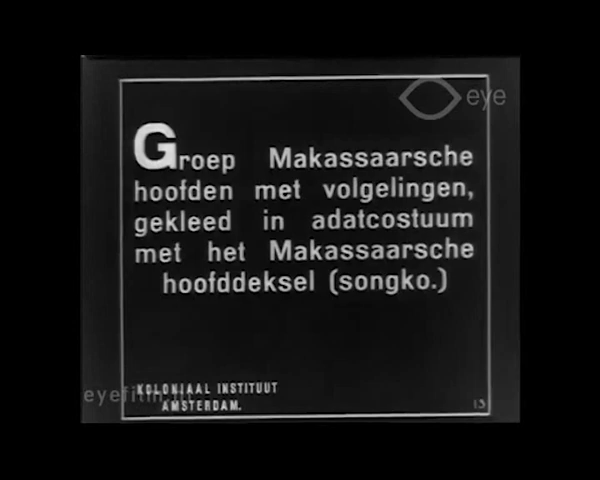 eye
Groep Makassaarsche
hoofden met volgelingen,
gekleed in adatcostuum
met het Makassaarsche
hoofddeksel (songko.)
KOLONIAAL INSTITUUT
AMSTERDAM.
13